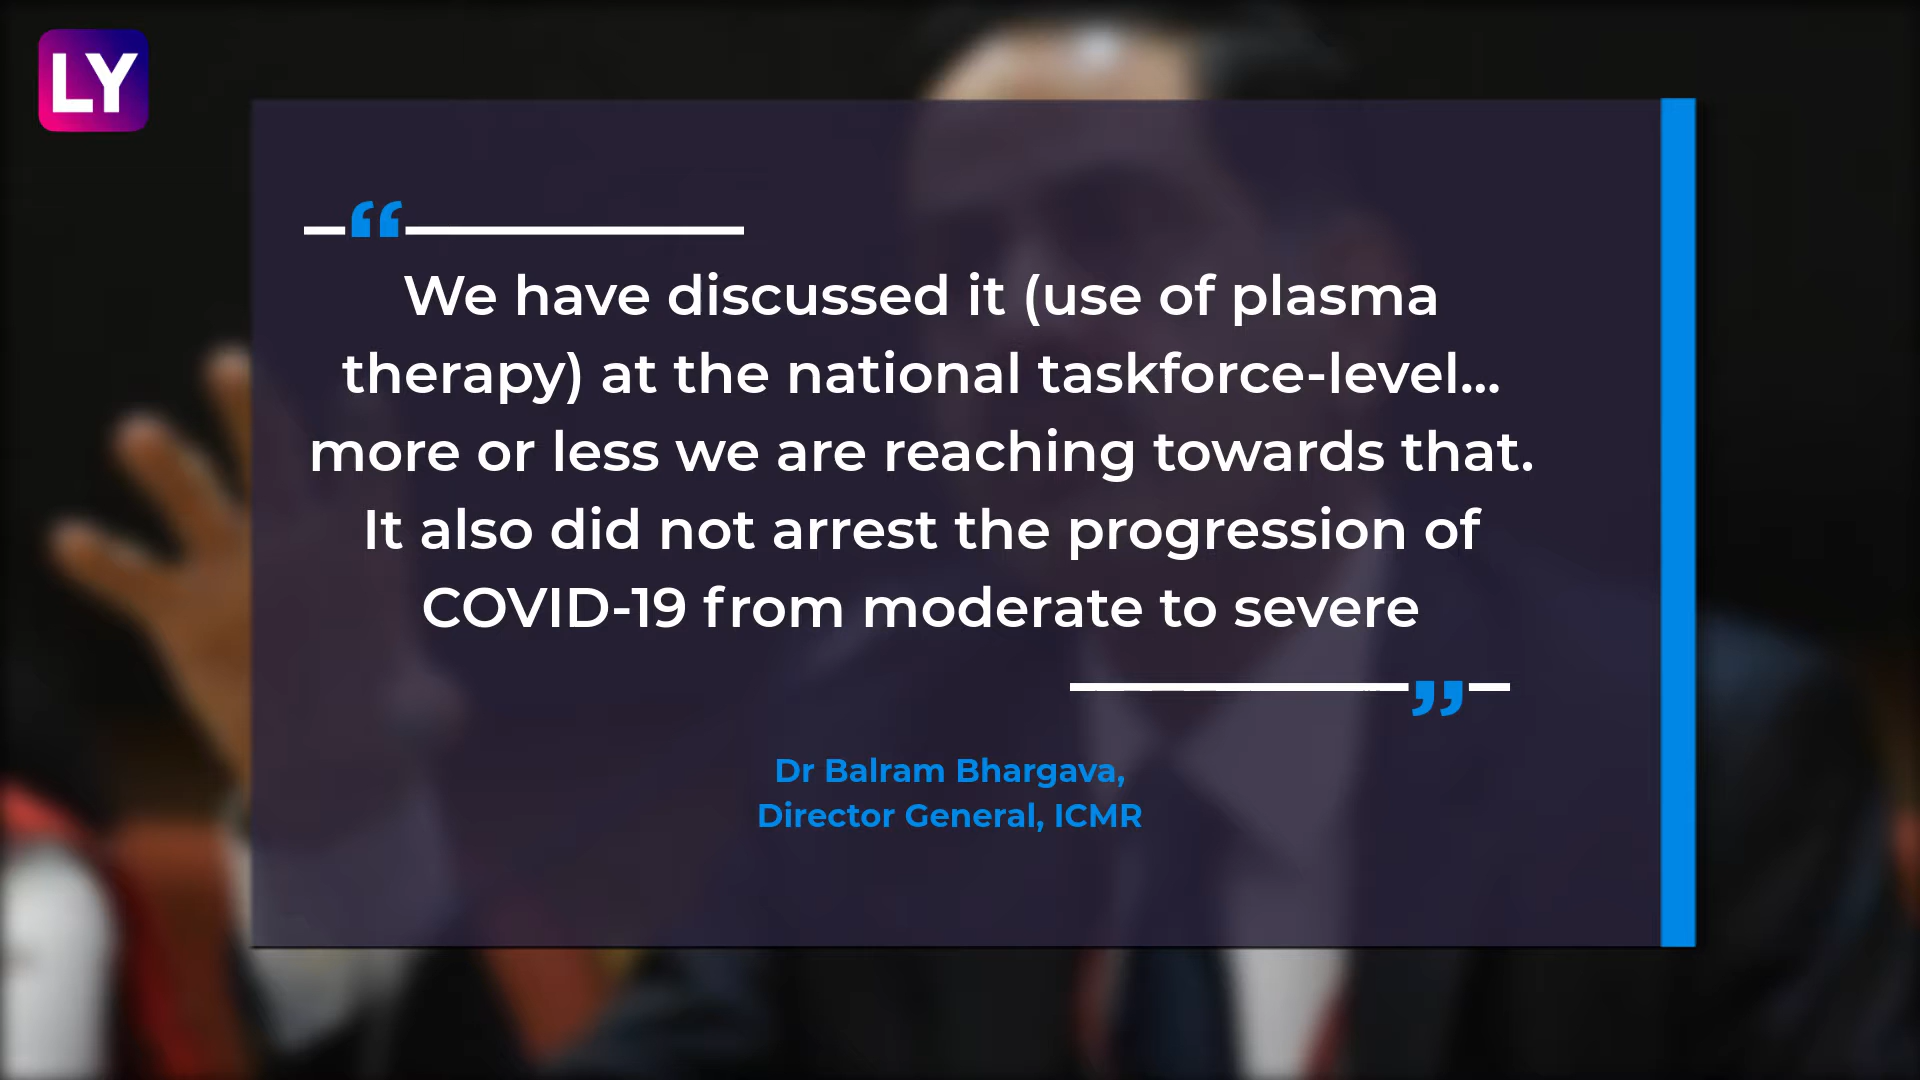 LY
“
We have discussed it (use of plasma
therapy) at the national taskforce-level...
more or less we are reaching towards that.
It also did not arrest the progression of
COVID-19 from moderate to severe
”
Dr Balram Bhargava,
Director General, ICMR